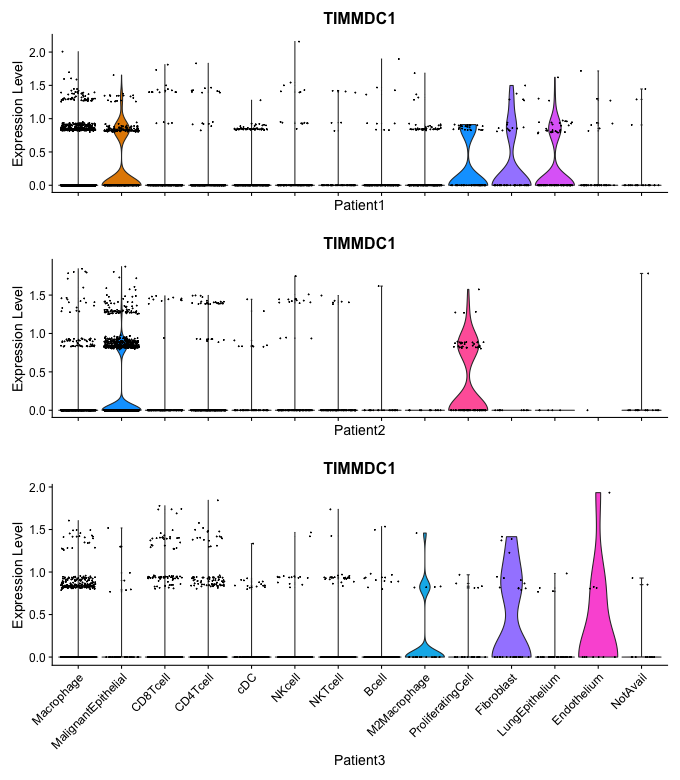 TIMMDC1
Expression Level
2.0
1.5
1.0
0.5
0.0
Patient1
TIMMDC1
Expression Level
1.5
1.0
0.5
0.0
Patient2
TIMMDC1
Expression Level
2.0
1.5
1.0
0.5
0.0
Macrophage
MalignantEpithelial
CD8Tcell
CD4Tcell
cDC
NKcell
NKTcell
Bcell
M2Macrophage
ProliferatingCell
Fibroblast
LungEpithelium
Endothelium
NotAvail
Patient3